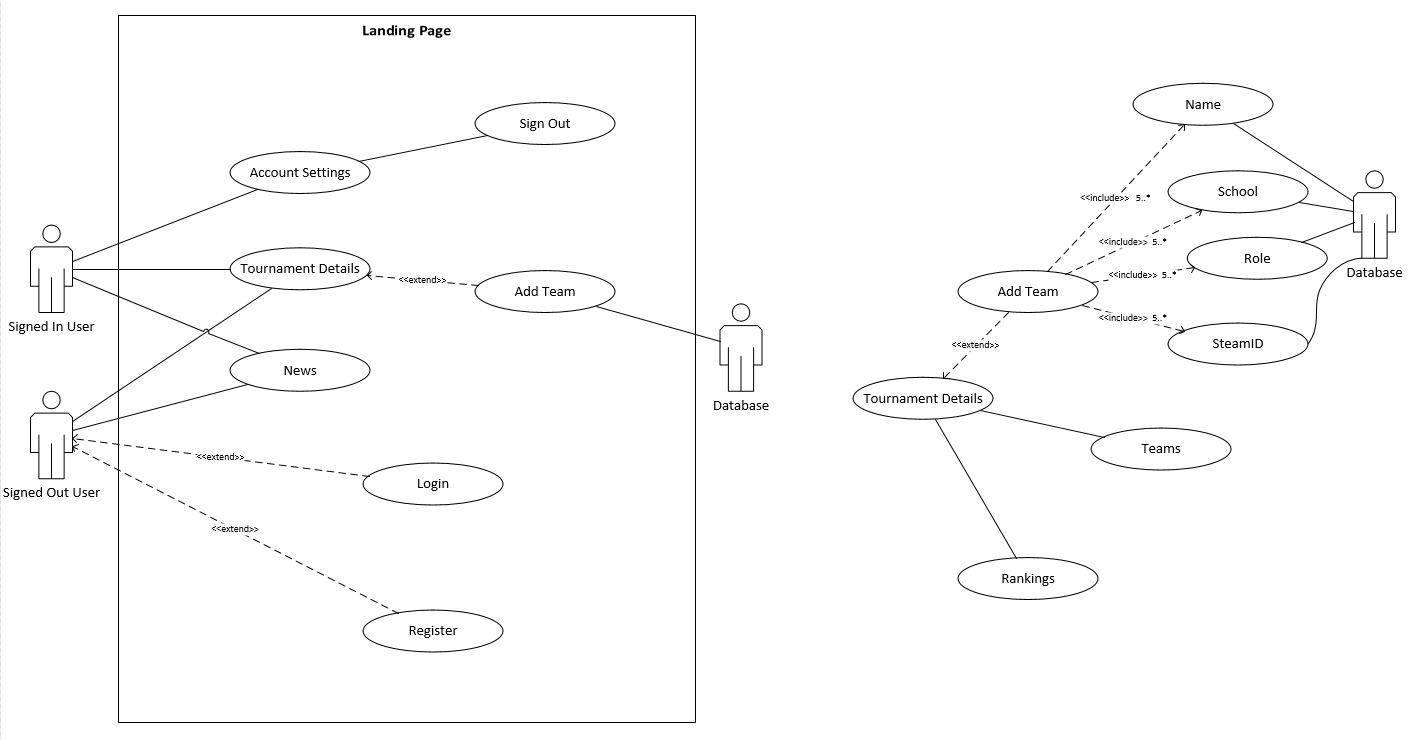 Landing Page
Sign Out
Account Settings
Tournament Details
<<extend>>
Add Team
Signed In User
News
Database
Signed Out User
<<extend>>
Login
<<extend>>
Register
Name
<<include>> 5..*
School
<<include>> 5..*
Role
<<include>> 5..*
Database
Add Team
<<include>> 5..*
SteamID
<<extend>>
Tournament Details
Teams
Rankings